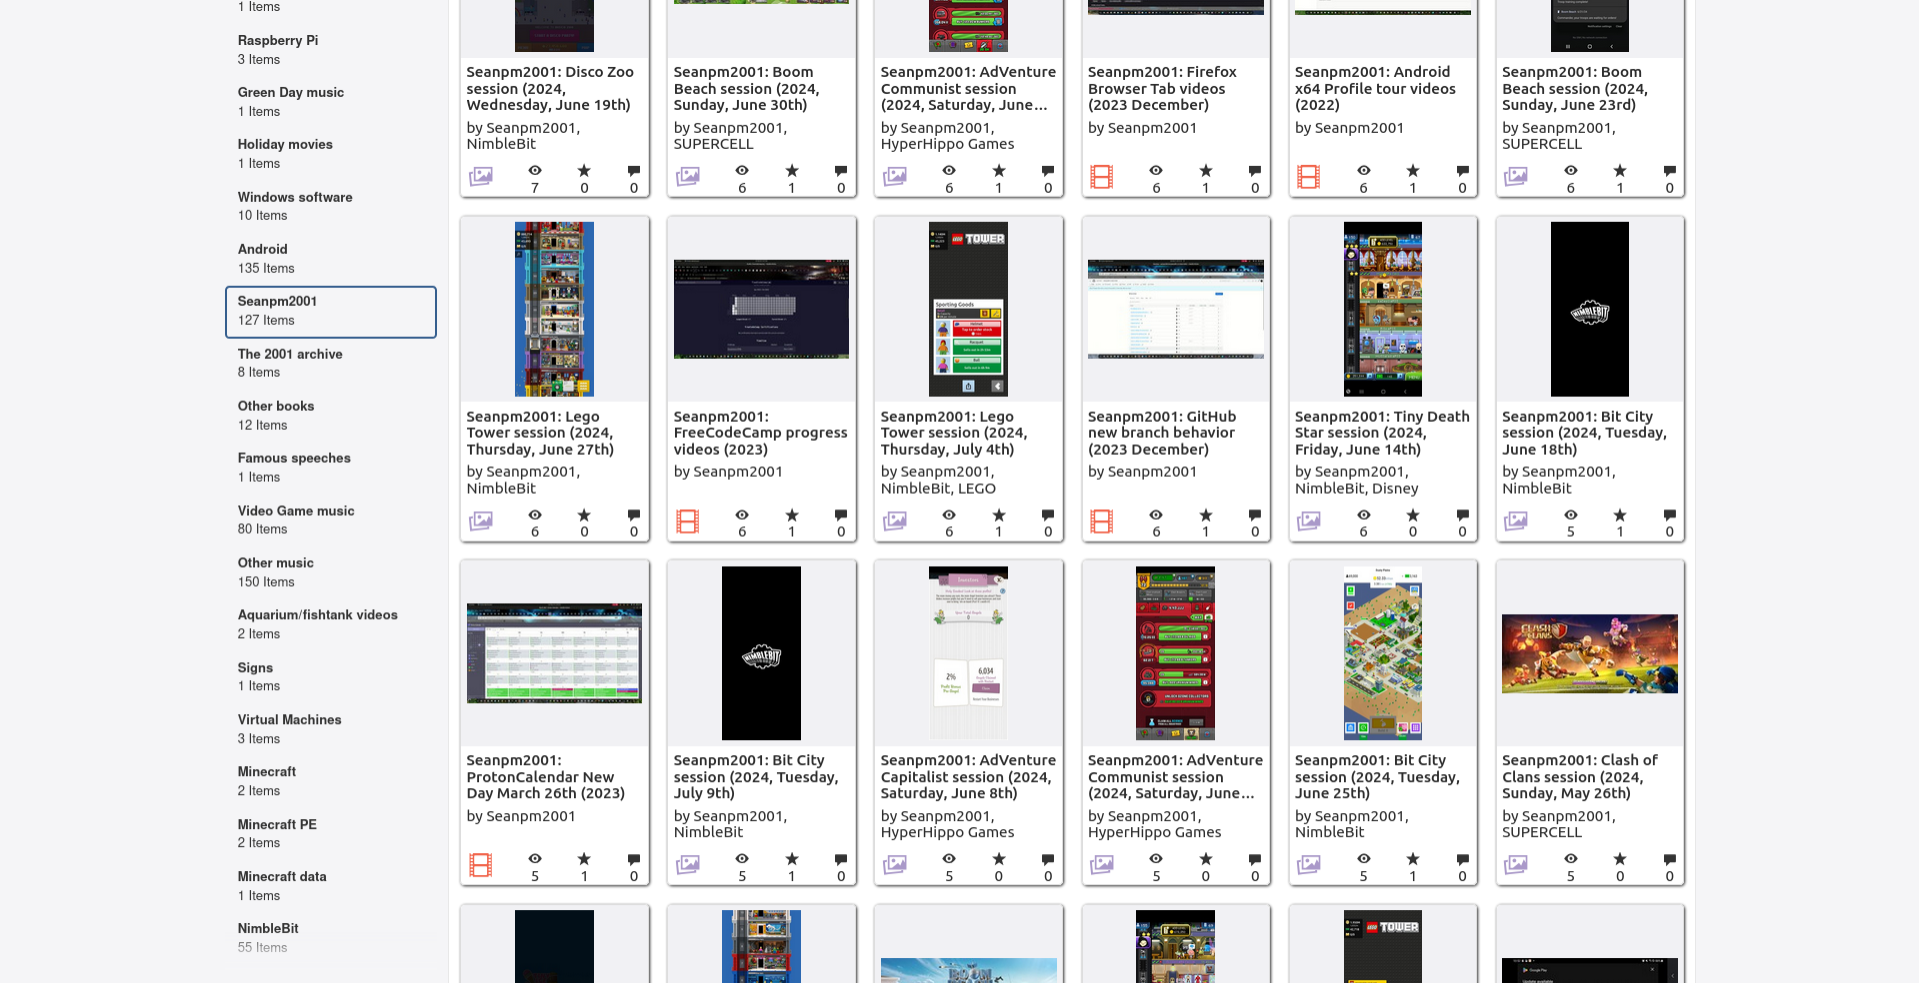 1 Items
Raspberry Pi
3 Items
Green Day music
1 Items
Holiday movies
1 Items
Windows software
10 Items
Android
135 Items
Seanpm2001
127 Items
The 2001 archive
8 Items
Other books
12 Items
Famous speeches
1 Items
Video Game music
80 Items
Other music
150 Items
Aquarium/fishtank videos
2 Items
Signs
1 Items
Virtual Machines
3 Items
Minecraft
2 Items
Minecraft PE
2 Items
Minecraft data
1 Items
NimbleBit
55 Items
Seanpm2001: Disco Zoo
session (2024,
Wednesday, June 19th)
by Seanpm2001,
NimbleBit
7 0 0
Seanpm2001: Boom
Beach session (2024,
Sunday, June 30th)
by Seanpm2001,
SUPERCELL
6 1 0
Seanpm2001: AdVenture
Communist session
(2024, Saturday, June...
by Seanpm2001,
HyperHippo Games
6 1 0
Seanpm2001: Firefox
Browser Tab videos
(2023 December)
by Seanpm2001
6 1 0
Seanpm2001: Android
x64 Profile tour videos
(2022)
by Seanpm2001
6 1 0
Seanpm2001: Boom
Beach session (2024,
Sunday, June 23rd)
by Seanpm2001,
SUPERCELL
6 1 0
Seanpm2001: Lego
Tower session (2024,
Thursday, June 27th)
by Seanpm2001,
NimbleBit
6 0 0
Seanpm2001:
FreeCodeCamp progress
videos (2023)
by Seanpm2001
6 1 0
LEGO TOWER
Sporting Goods
Seanpm2001: Lego
Tower session (2024,
Thursday, July 4th)
by Seanpm2001,
NimbleBit, LEGO
6 1 0
Seanpm2001: GitHub
new branch behavior
(2023 December)
by Seanpm2001
6 1 0
Seanpm2001: Tiny Death
Star session (2024,
Friday, June 14th)
by Seanpm2001,
NimbleBit, Disney
6 0 0
NIMBLEBIT
Seanpm2001: Bit City
session (2024, Tuesday,
June 18th)
by Seanpm2001,
NimbleBit
5 1 0
Seanpm2001:
ProtonCalendar New
Day March 26th (2023)
by Seanpm2001
5 1 0
NIMBLEBIT
Seanpm2001: Bit City
session (2024, Tuesday,
July 9th)
by Seanpm2001,
NimbleBit
5 1 0
2%
6,034
Seanpm2001: AdVenture
Capitalist session (2024,
Saturday, June 8th)
by Seanpm2001,
HyperHippo Games
5 0 0
Seanpm2001: AdVenture
Communist session
(2024, Saturday, June...
by Seanpm2001,
HyperHippo Games
5 0 0
Seanpm2001: Bit City
session (2024, Tuesday,
June 25th)
by Seanpm2001,
NimbleBit
5 1 0
CLASH
CLANS
Seanpm2001: Clash of
Clans session (2024,
Sunday, May 26th)
by Seanpm2001,
SUPERCELL
5 0 0
BOOM
LEGO TOWER
Google Play